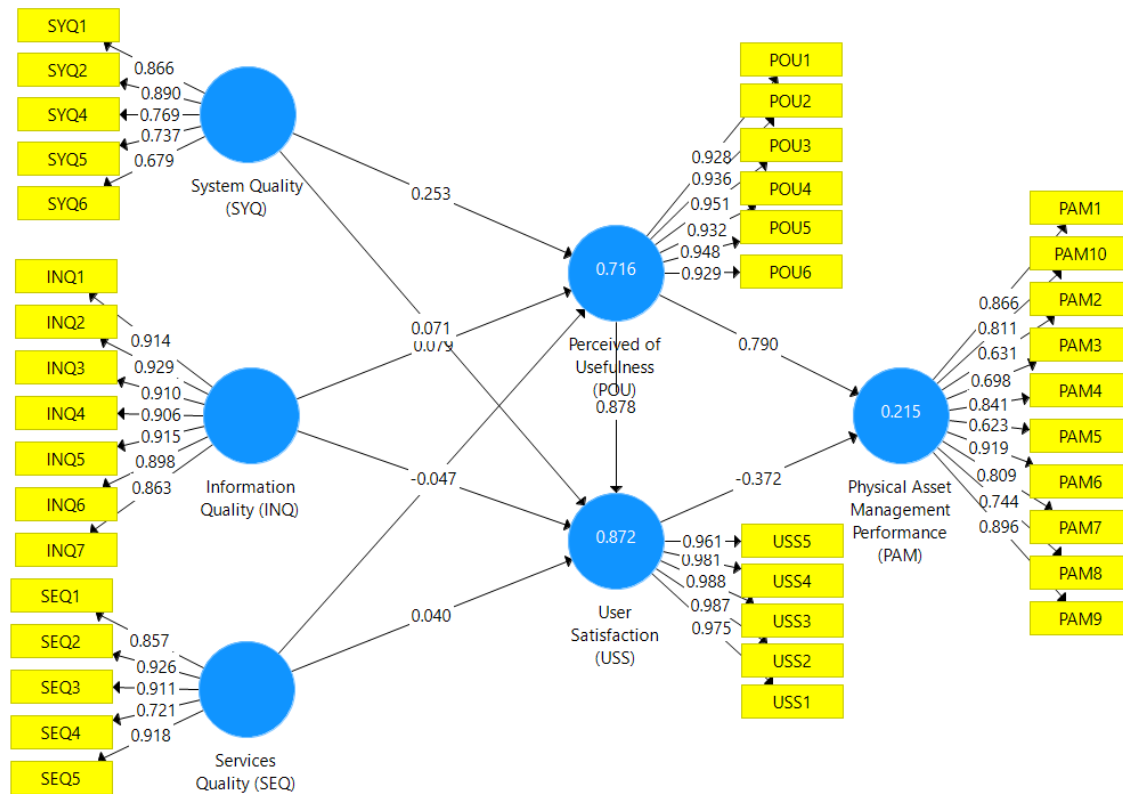 SYQ1
SYQ2
SYQ4
SYQ5
SYQ6
0.866
0.890
0.769
0.737
0.679
System Quality
(SYQ)
INQ1
INQ2
INQ3
INQ4
INQ5
INQ6
INQ7
0.914
0.929
0.910
0.906
0.915
0.898
0.863
Information
Quality (INQ)
SEQ1
SEQ2
SEQ3
SEQ4
SEQ5
0.857
0.926
0.911
0.721
0.918
Services
Quality (SEQ)
0.253
0.071
0.079
-0.047
0.040
POU1
POU2
POU3
POU4
POU5
POU6
0.928
0.936
0.951
0.932
0.948
0.929
0.716
Perceived of
Usefulness
(POU)
0.878
0.790
-0.372
0.872
User
Satisfaction
(USS)
0.961
0.981
0.988
0.987
0.975
USS5
USS4
USS3
USS2
USS1
0.215
Physical Asset
Management
Performance
(PAM)
0.866
0.811
0.631
0.698
0.841
0.623
0.919
0.809
0.744
0.896
PAM1
PAM10
PAM2
PAM3
PAM4
PAM5
PAM6
PAM7
PAM8
PAM9